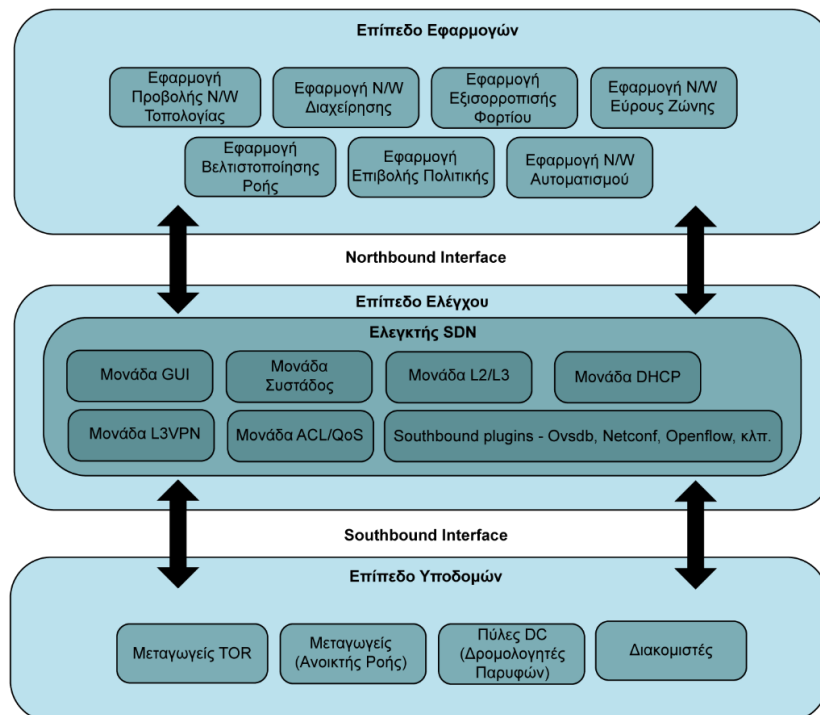 Επίπεδο Εφαρμογών
Εφαρμογή
Προβολής N/W
Τοπολογίας
Εφαρμογή N/W
Διαχείρησης
Εφαρμογή
Εξισορροπισής
Φορτίου
Εφαρμογή N/W
Εύρους Ζώνης
Εφαρμογή
Βελτιστοποίησης
Ροής
Εφαρμογή
Επιβολής Πολιτικής
Εφαρμογή N/W
Αυτοματισμού
Northbound Interface
Επίπεδο Ελέγχου
Ελεγκτής SDN
Μονάδα GUI
Μονάδα
Συστάδος
Μονάδα L2/L3
Μονάδα DHCP
Μονάδα L3VPN
Μονάδα ACL/QoS
Southbound plugins - Ovsdb, Netconf, Openflow, κλπ.
Southbound Interface
Επίπεδο Υποδομών
Μεταγωγείς TOR
Μεταγωγείς
(Ανοικτής Ροής)
Πύλες DC
(Δρομολογητές
Παρυφών)
Διακομιστές